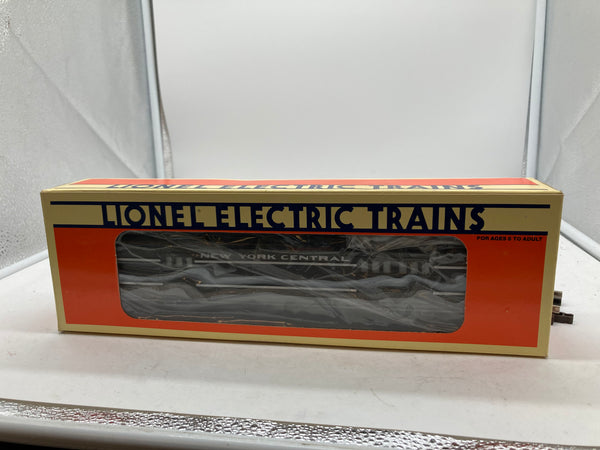 LIONEL ELECTRIC TRAINS
LIONEL ELECTRIC TRAINS
FOR AGES 8 TO ADULT
NEW YORK CENTRAL